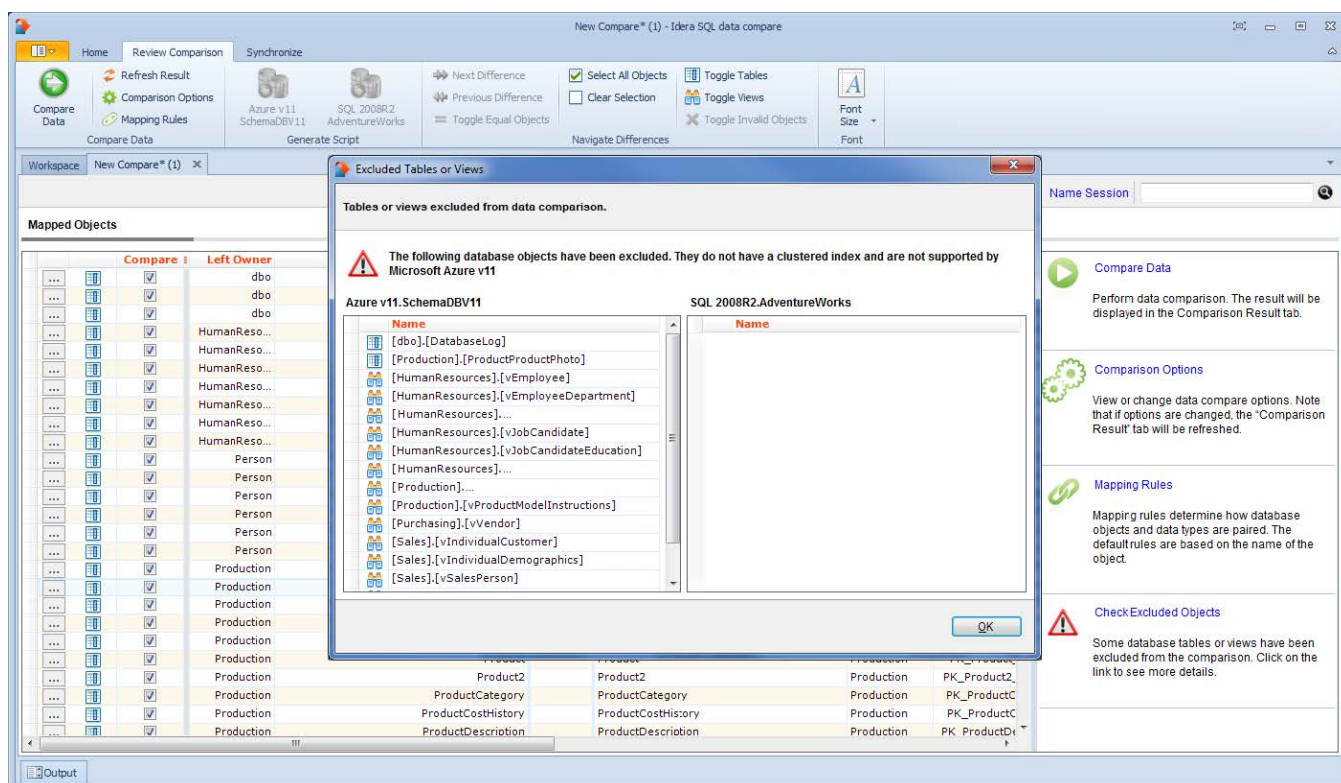 New Compare* (1) - Idera SQL data compare
Home Review Comparison Synchronize
Compare Data
Refresh Result
Comparison Options
Mapping Rules
Compare Data
Azure v11 SchemaDBV11
SQL 2008R2 AdventureWorks
Generate Script
Next Difference
Previous Difference
Toggle Equal Objects
Select All Objects
Clear Selection
Toggle Tables
Toggle Views
Toggle Invalid Objects
Navigate Differences
A
Font Size
Font
Workspace New Compare* (1)
Name Session
Mapped Objects
Compare Left Owner
... dbo
... dbo
... dbo
... HumanReso...
... HumanReso...
... HumanReso...
... HumanReso...
... HumanReso...
... HumanReso...
... HumanReso...
... Person
... Person
... Person
... Person
... Person
... Person
... Production
... Production
... Production
... Production
... Production
... Production Product Product Production PK_Product_
... Production Product2 Product2 Production PK_Product2_
... Production ProductCategory ProductCategory Production PK_ProductC
... Production ProductCostHistory ProductCostHistory Production PK_ProductC
... Production ProductDescription ProductDescription Production PK_ProductDe
Excluded Tables or Views
Tables or views excluded from data comparison.
The following database objects have been excluded. They do not have a clustered index and are not supported by
Microsoft Azure v11
Azure v11.SchemaDBV11
Name
[dbo].[DatabaseLog]
[Production].[ProductProductPhoto]
[HumanResources].[vEmployee]
[HumanResources].[vEmployeeDepartment]
[HumanResources]....
[HumanResources].[vJobCandidate]
[HumanResources].[vJobCandidateEducation]
[HumanResources]....
[Production]....
[Production].[vProductModelInstructions]
[Purchasing].[vVendor]
[Sales].[vIndividualCustomer]
[Sales].[vIndividualDemographics]
[Sales].[vSalesPerson]
SQL 2008R2.AdventureWorks
Name
OK
Compare Data
Perform data comparison. The result will be
displayed in the Comparison Result tab.
Comparison Options
View or change data compare options. Note
that if options are changed, the “Comparison
Result' tab will be refreshed.
Mapping Rules
Mapping rules determine how database
objects and data types are paired. The
default rules are based on the name of the
object.
Check Excluded Objects
Some database tables or views have been
excluded from the comparison. Click on the
link to see more details.
Output